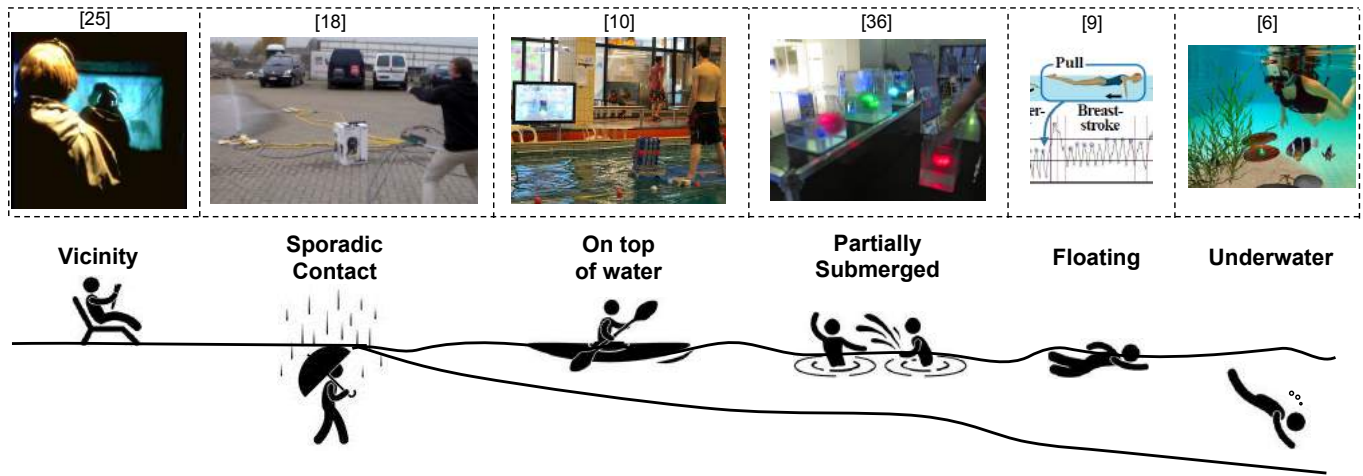 [25]
[18]
[10]
[36]
[9]
[6]
Pull
er-
Breast-
stroke
Vicinity
Sporadic
Contact
On top
of water
Partially
Submerged
Floating
Underwater